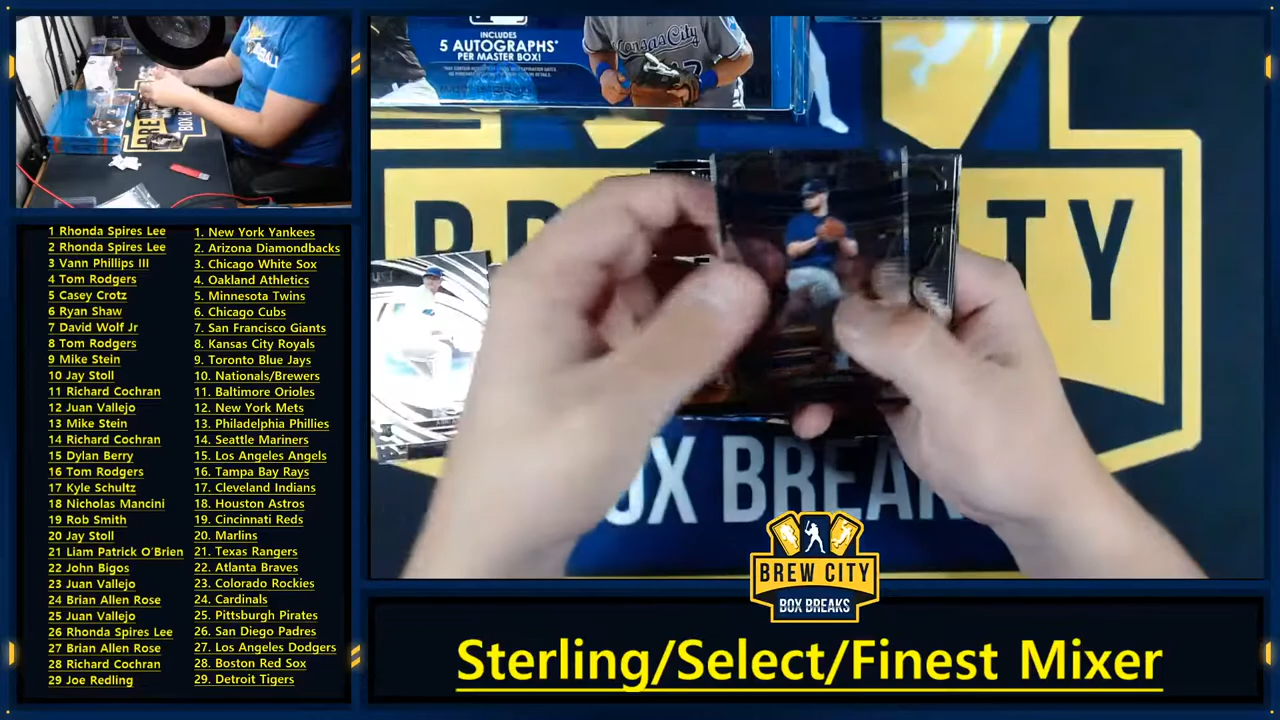 INCLUDES
5 AUTOGRAPHS*
PER MASTER BOX!
Kansas City
BR TY
OX BREA
1 Rhonda Spires Lee
2 Rhonda Spires Lee
3 Vann Phillips III
4 Tom Rodgers
5 Casey Crotz
6 Ryan Shaw
7 David Wolf Jr
8 Tom Rodgers
9 Mike Stein
10 Jay Stoll
11 Richard Cochran
12 Juan Vallejo
13 Mike Stein
14 Richard Cochran
15 Dylan Berry
16 Tom Rodgers
17 Kyle Schultz
18 Nicholas Mancini
19 Rob Smith
20 Jay Stoll
21 Liam Patrick O'Brien
22 John Bigos
23 Juan Vallejo
24 Brian Allen Rose
25 Juan Vallejo
26 Rhonda Spires Lee
27 Brian Allen Rose
28 Richard Cochran
29 Joe Redling
1. New York Yankees
2. Arizona Diamondbacks
3. Chicago White Sox
4. Oakland Athletics
5. Minnesota Twins
6. Chicago Cubs
7. San Francisco Giants
8. Kansas City Royals
9. Toronto Blue Jays
10. Nationals/Brewers
11. Baltimore Orioles
12. New York Mets
13. Philadelphia Phillies
14. Seattle Mariners
15. Los Angeles Angels
16. Tampa Bay Rays
17. Cleveland Indians
18. Houston Astros
19. Cincinnati Reds
20. Marlins
21. Texas Rangers
22. Atlanta Braves
23. Colorado Rockies
24. Cardinals
25. Pittsburgh Pirates
26. San Diego Padres
27. Los Angeles Dodgers
28. Boston Red Sox
29. Detroit Tigers
BREW CITY
BOX BREAKS
Sterling/Select/Finest Mixer